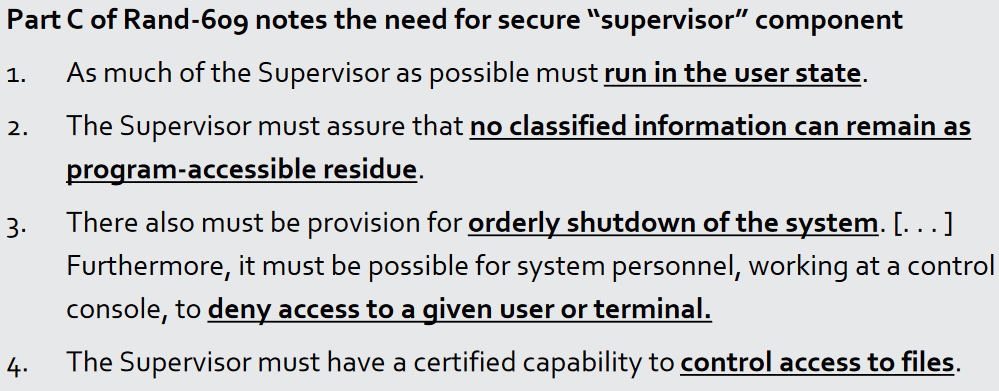 Part C of Rand-609 notes the need for secure “supervisor” component
1. As much of the Supervisor as possible must run in the user state.
2. The Supervisor must assure that no classified information can remain as
program-accessible residue.
3. There also must be provision for orderly shutdown of the system. [. . . ]
Furthermore, it must be possible for system personnel, working at a control
console, to deny access to a given user or terminal.
4. The Supervisor must have a certified capability to control access to files.